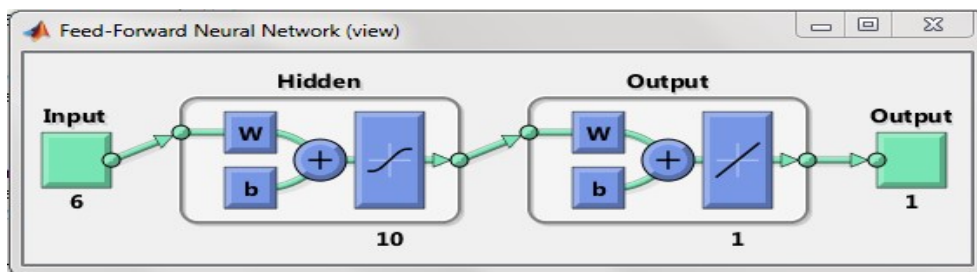 Feed-Forward Neural Network (view)
Hidden Output
Input Output
W W
+ +
b b
6 1
10 1